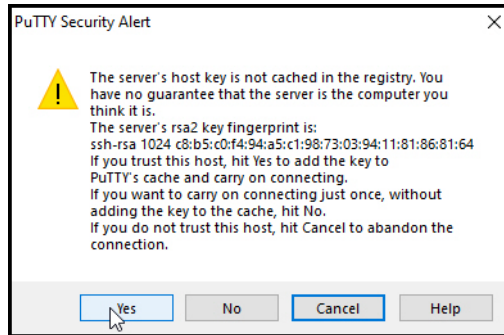 PuTTY Security Alert
The server's host key is not cached in the registry. You
have no guarantee that the server is the computer you
think it is.
The server's rsa2 key fingerprint is:
ssh-rsa 1024 c8:b5:c0:f4:94:a5:c1:98:73:03:94:11:81:86:81:64
If you trust this host, hit Yes to add the key to
PuTTY's cache and carry on connecting.
If you want to carry on connecting just once, without
adding the key to the cache, hit No.
If you do not trust this host, hit Cancel to abandon the
connection.
Yes No Cancel Help